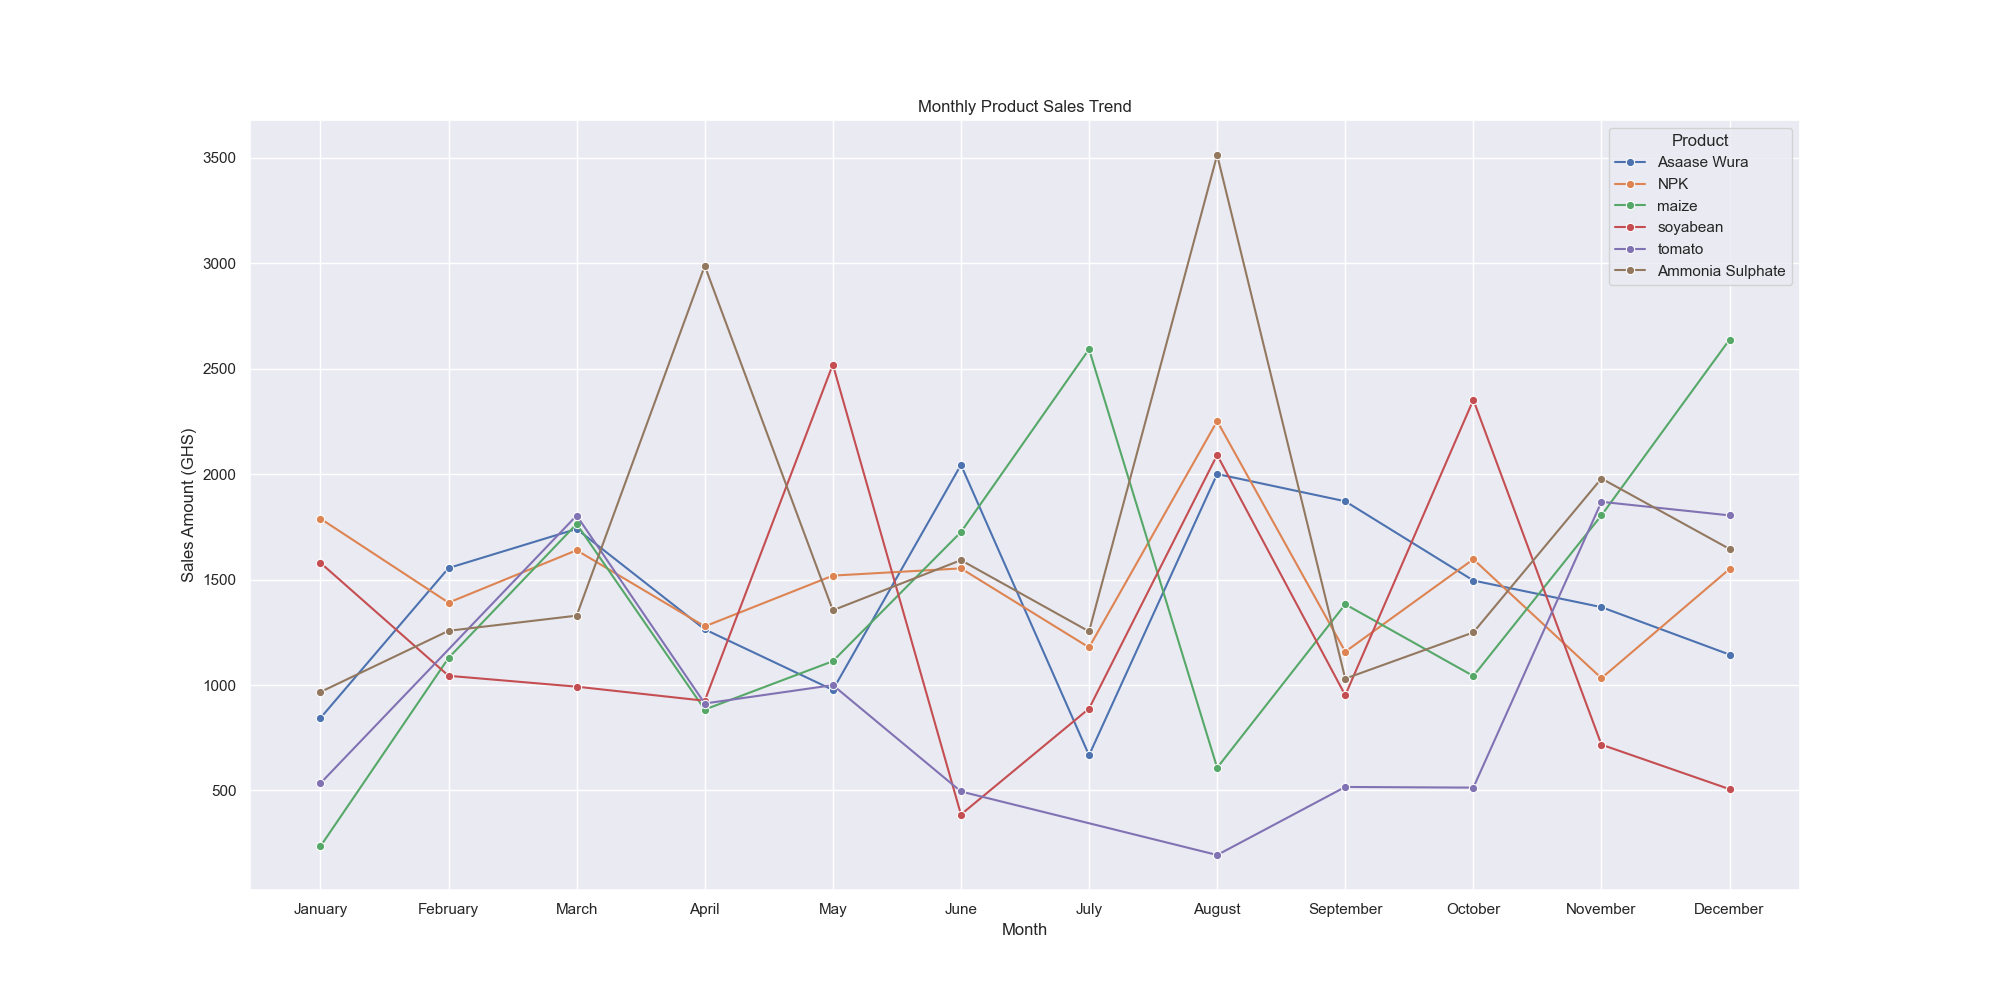 Monthly Product Sales Trend
Product
Asaase Wura
NPK
maize
soyabean
tomato
Ammonia Sulphate
Sales Amount (GHS)
3500
3000
2500
2000
1500
1000
500
January February March April May June July August September October November December
Month